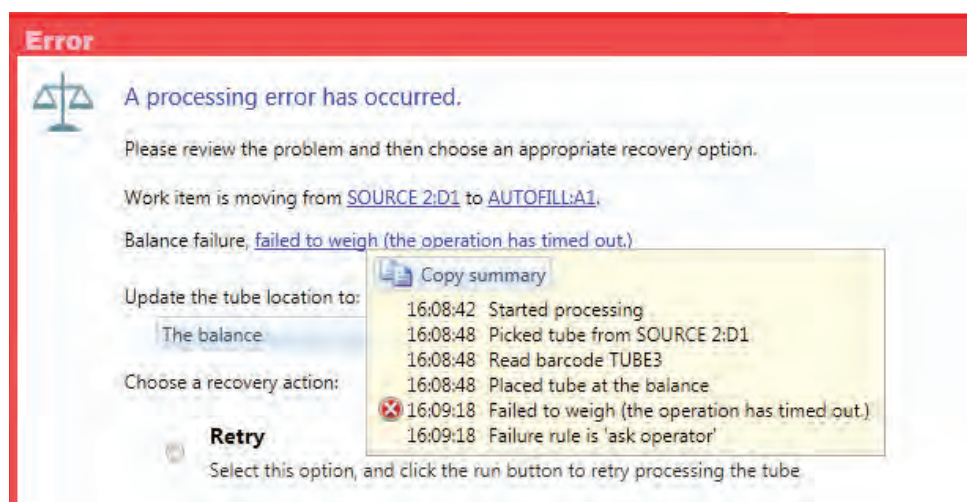 Error
A processing error has occurred.
Please review the problem and then choose an appropriate recovery option.
Work item is moving from SOURCE 2:D1 to AUTOFILL:A1.
Balance failure, failed to weigh (the operation has timed out.)
Copy summary
16:08:42 Started processing
16:08:48 Picked tube from SOURCE 2:D1
16:08:48 Read barcode TUBE3
16:08:48 Placed tube at the balance
16:09:18 Failed to weigh (the operation has timed out.)
16:09:18 Failure rule is 'ask operator'
Update the tube location to:
The balance
Choose a recovery action:
Retry
Select this option, and click the run button to retry processing the tube